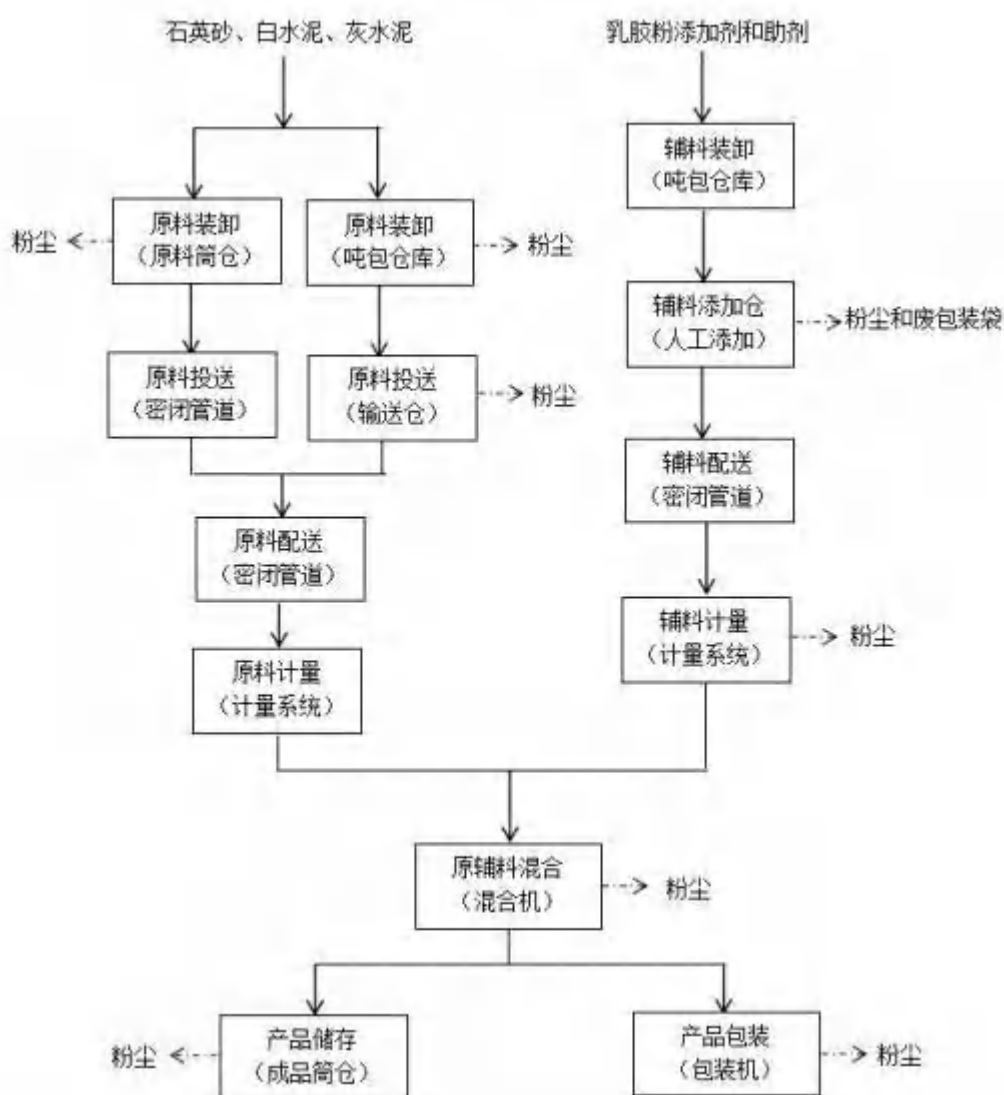 石英砂、白水泥、灰水泥
乳胶粉添加剂和助剂
辅料装卸
（吨包仓库）
粉尘
原料装卸
（原料筒仓）
原料装卸
（吨包仓库）
粉尘
辅料添加仓
（人工添加）
粉尘和废包装袋
原料投送
（密闭管道）
原料投送
（输送仓）
粉尘
辅料配送
（密闭管道）
原料配送
（密闭管道）
辅料计量
（计量系统）
粉尘
原料计量
（计量系统）
原辅料混合
（混合机）
粉尘
粉尘
产品储存
（成品筒仓）
产品包装
（包装机）
粉尘